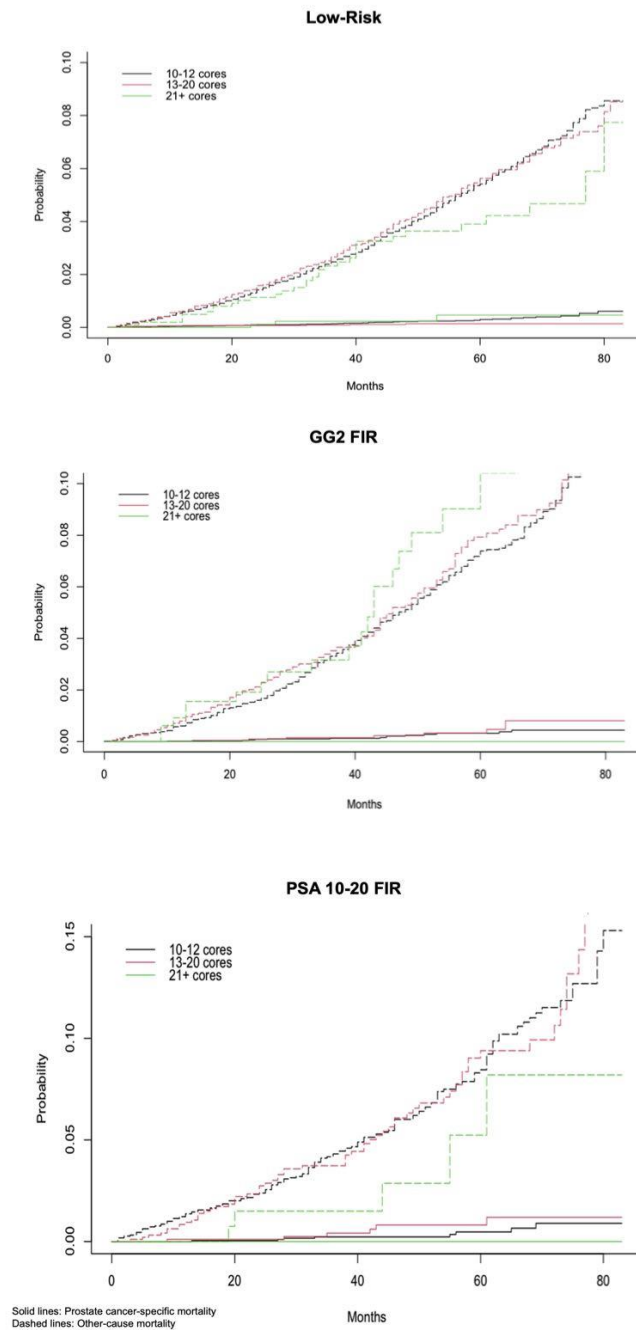 Low-Risk
0.10
10-12 cores
13-20 cores
21+ cores
0.08
0.06
Probability
0.04
0.02
0.00
0 20 40 60 80
Months
GG2 FIR
0.10
10-12 cores
13-20 cores
21+ cores
0.08
0.06
Probability
0.04
0.02
0.00
0 20 40 60 80
Months
PSA 10-20 FIR
0.15
10-12 cores
13-20 cores
21+ cores
0.10
Probability
0.05
0.00
0 20 40 60 80
Months
Solid lines: Prostate cancer-specific mortality
Dashed lines: Other-cause mortality